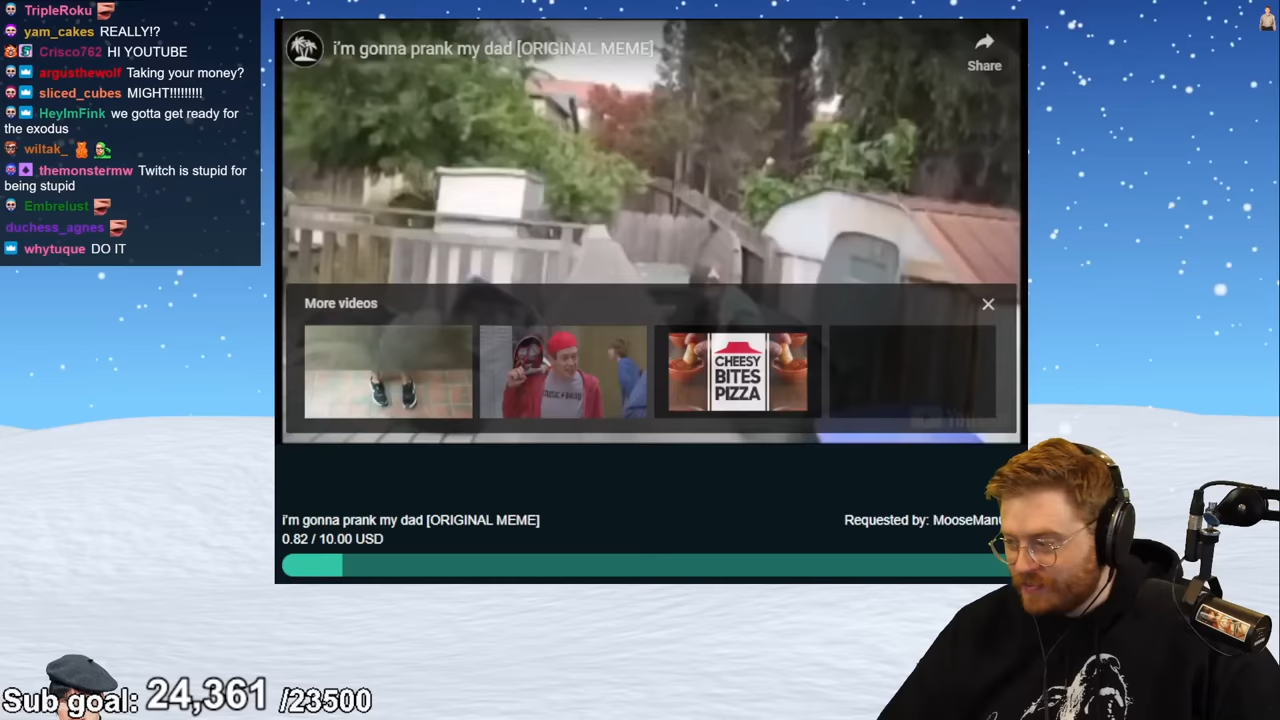 TripleRoku
yam_cakes REALLY!?
Crisco762 HI YOUTUBE
argusthewolf Taking your money?
sliced_cubes MIGHT!!!!!!!!!
HeyImFink we gotta get ready for
the exodus
wiltak_
themonstermw Twitch is stupid for
being stupid
Embrelust
duchess_agnes
whytuque DO IT
i'm gonna prank my dad [ORIGINAL MEME]
Share
More videos
CHEESY
BITES
PIZZA
i'm gonna prank my dad [ORIGINAL MEME]
Requested by: MooseMan
0.82 / 10.00 USD
Sub goal: 24,361 /23500